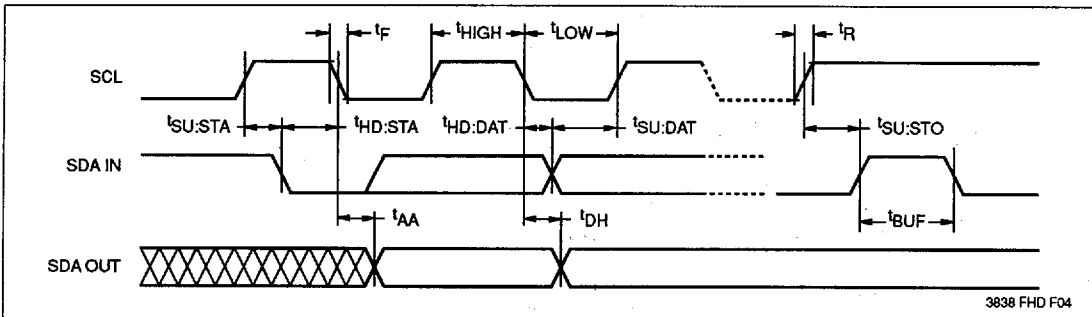 tF tHIGH tLOW tR
SCL
tSU:STA tHD:STA tHD:DAT tSU:DAT tSU:STO
SDA IN
tAA tDH tBUF
SDA OUT
3838 FHD F04